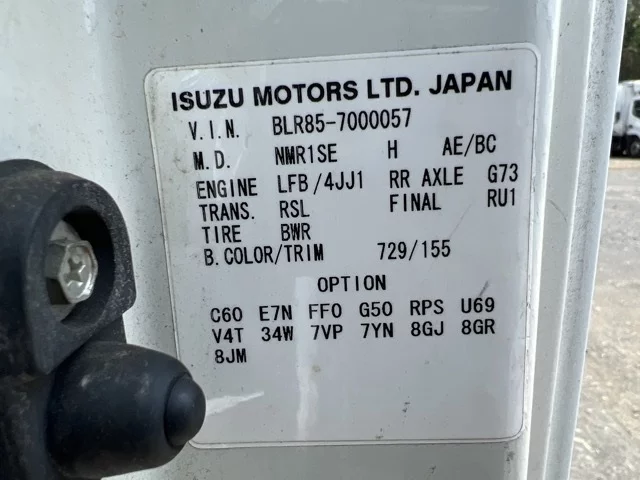 ISUZU MOTORS LTD. JAPAN
V.I.N. BLR85-7000057
M.D. NMR1SE H AE/BC
ENGINE LFB/4JJ1 RR AXLE G73
TRANS. RSL FINAL RU1
TIRE BWR
B.COLOR/TRIM 729/155
OPTION
C60 E7N FF0 G50 RPS U69
V4T 34W 7VP 7YN 8GJ 8GR
8JM